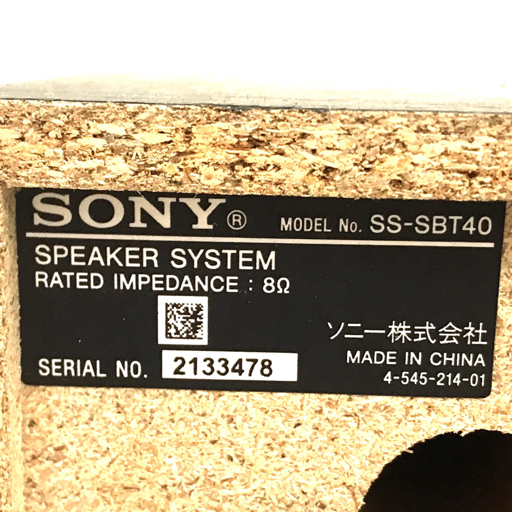 SONY® MODEL No. SS-SBT40
SPEAKER SYSTEM
RATED IMPEDANCE : 8Ω
ソニー株式会社
MADE IN CHINA
SERIAL NO. 2133478
4-545-214-01